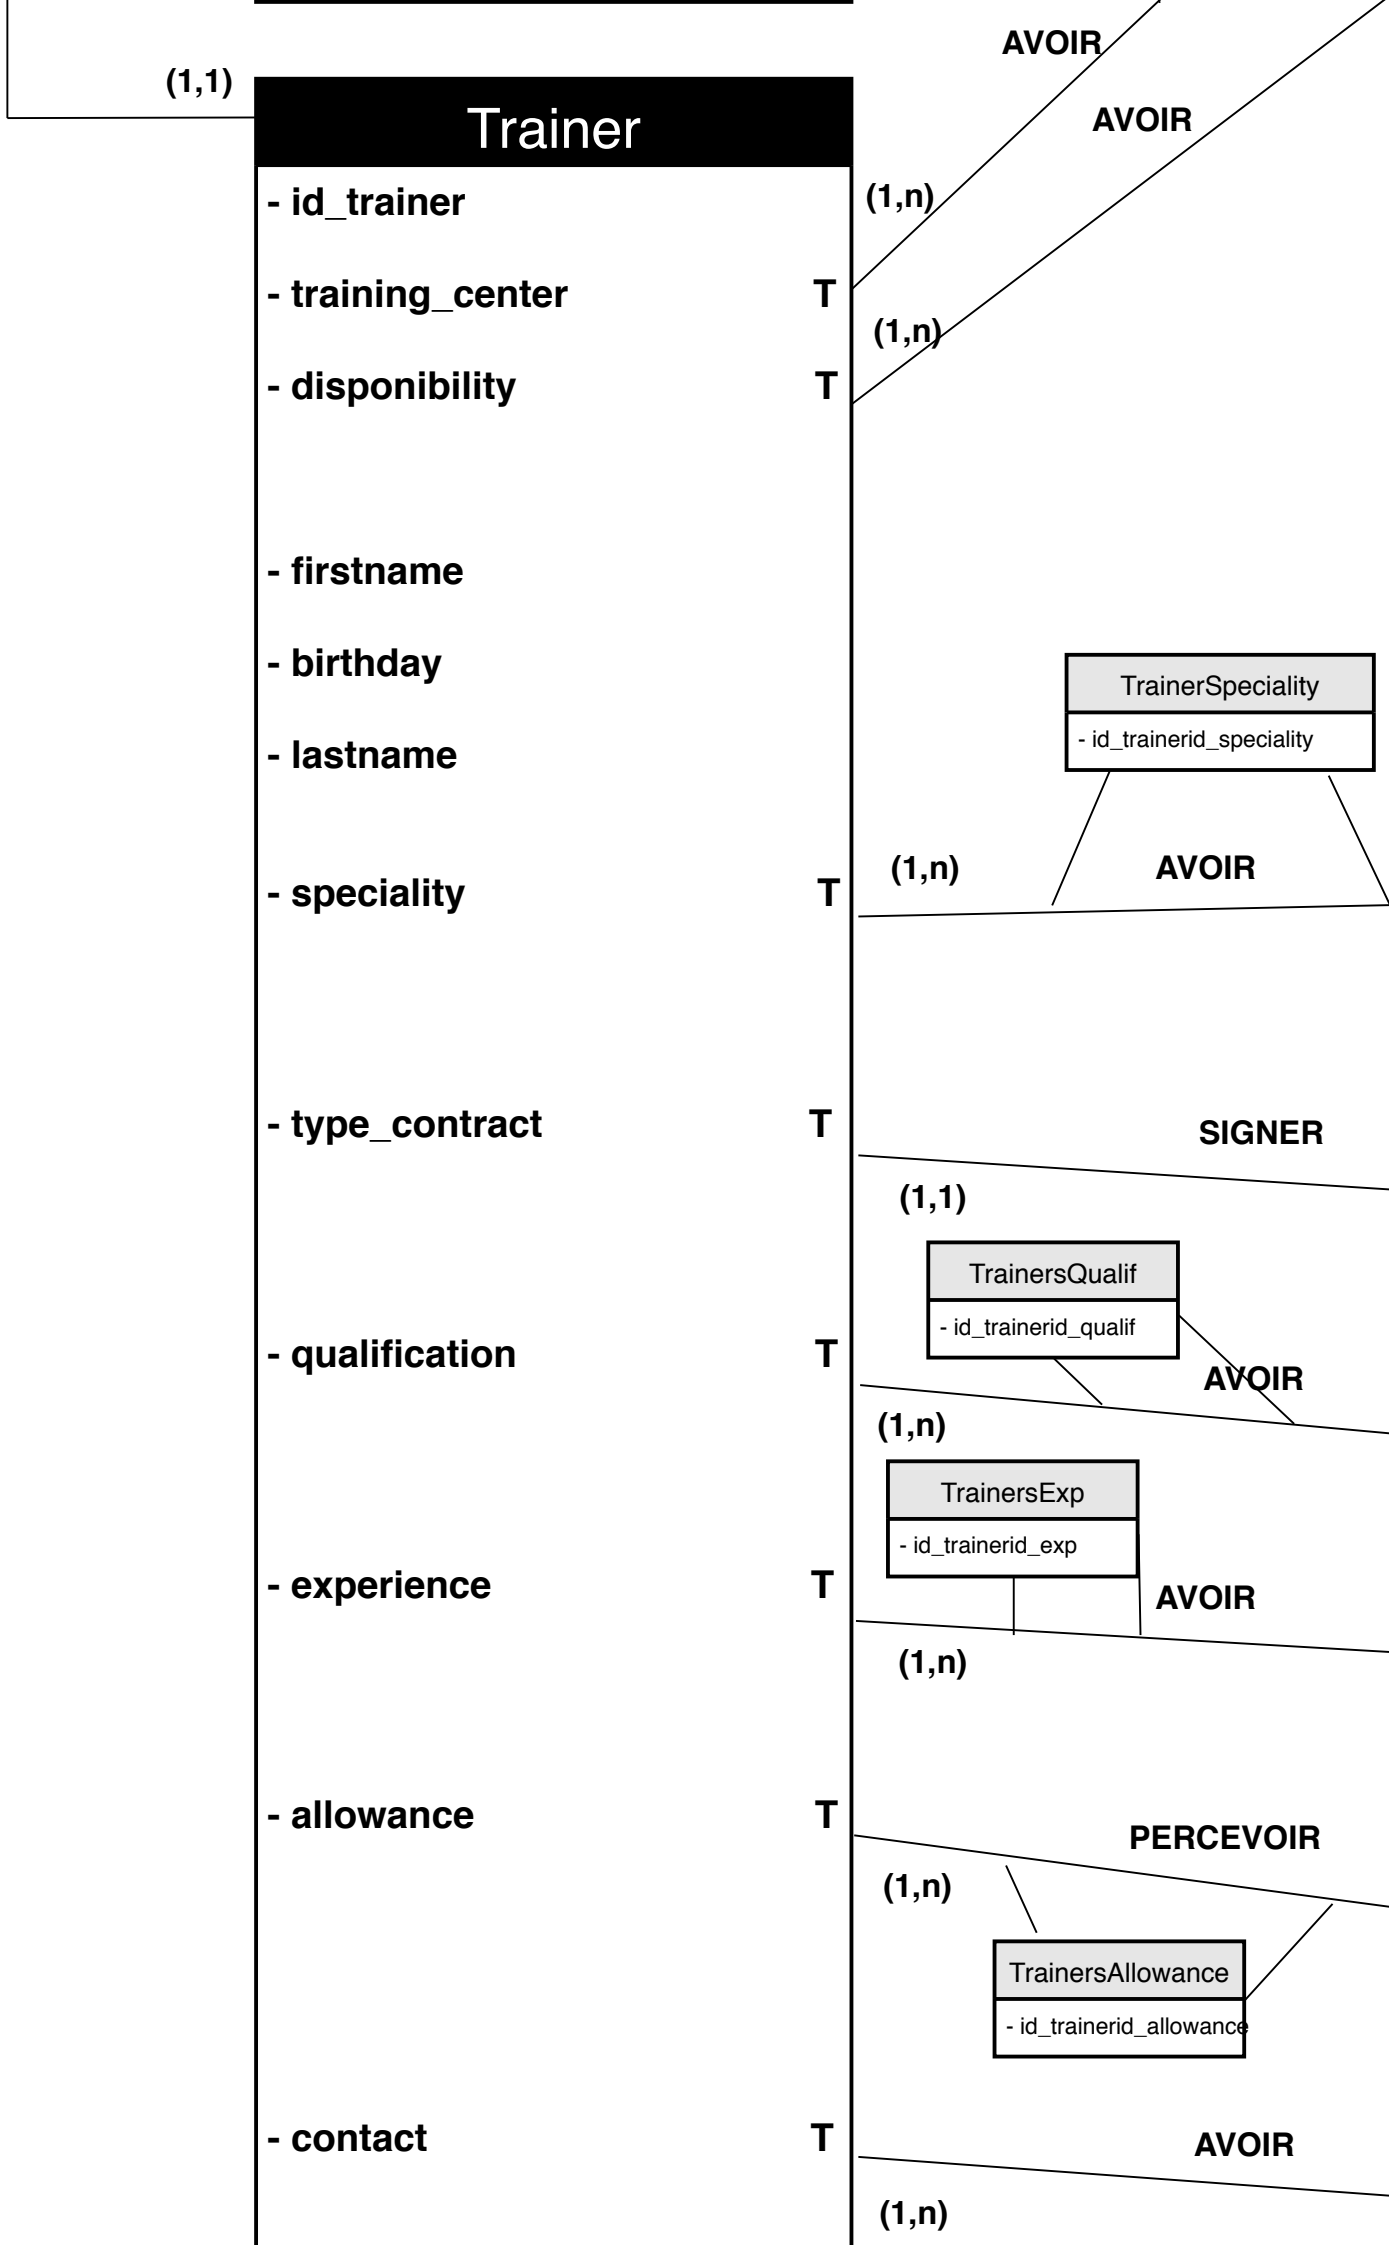 AVOIR
(1,1)
AVOIR
Trainer
- id_trainer
(1,n)
- training_center T
(1,n)
- disponibility T
- firstname
- birthday
TrainerSpeciality
- id_trainerid_speciality
- lastname
(1,n) AVOIR
- speciality T
- type_contract T
SIGNER
(1,1)
TrainersQualif
- id_trainerid_qualif
- qualification T
AVOIR
(1,n)
TrainersExp
- id_trainerid_exp
- experience T
AVOIR
(1,n)
- allowance T
PERCEVOIR
(1,n)
TrainersAllowance
- id_trainerid_allowance
- contact T
AVOIR
(1,n)